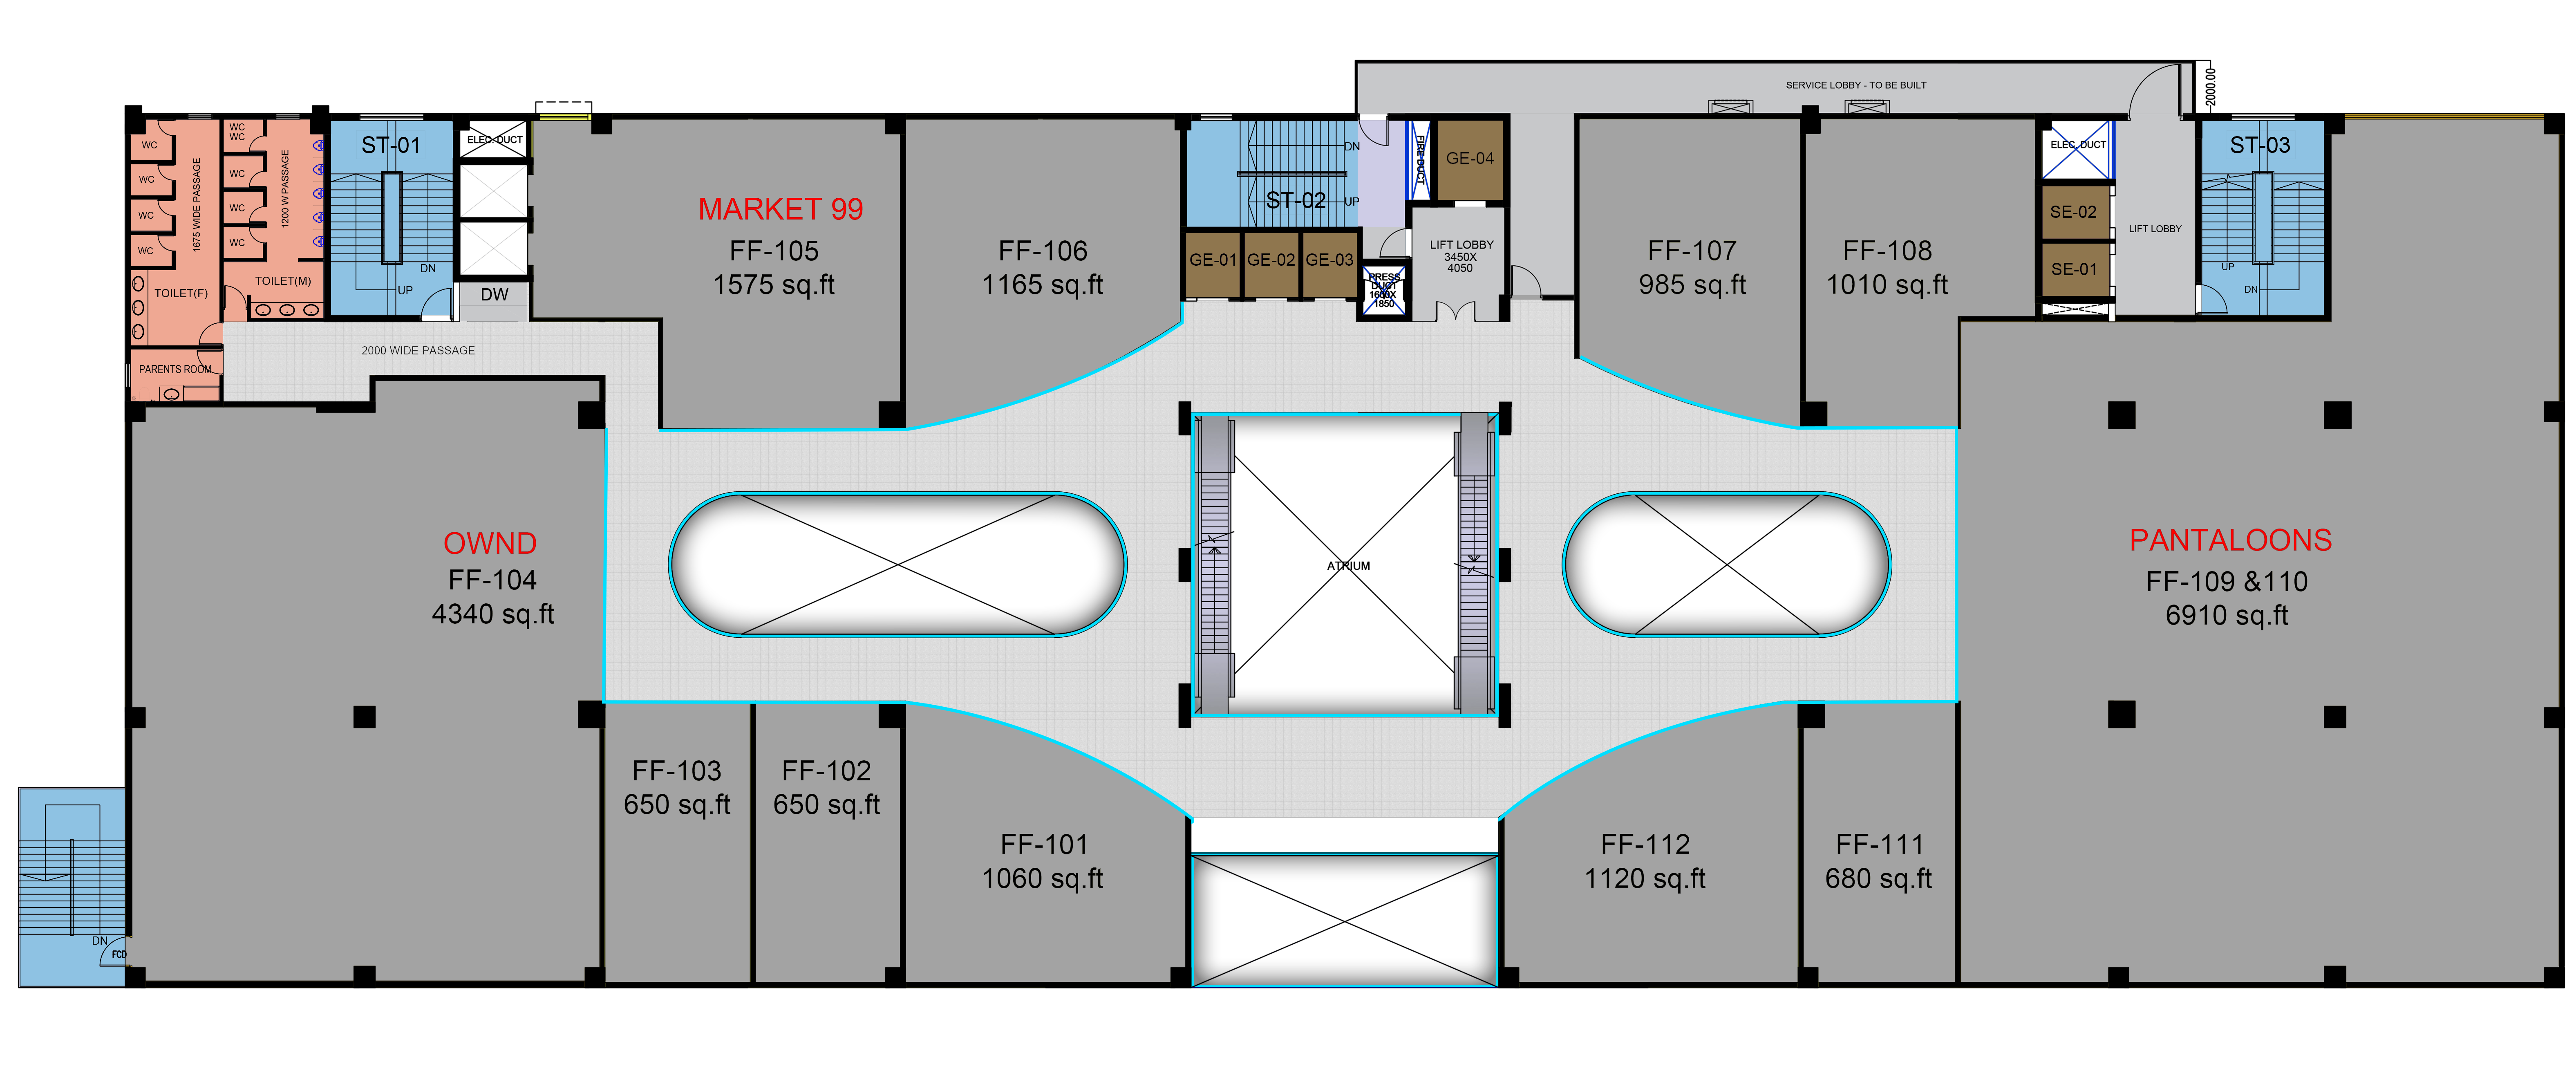 SERVICE LOBBY - TO BE BUILT
2000.00
WC
WC
WC
WC
WC
WC
WC
WC
WC
1675 WIDE PASSAGE
1200 W PASSAGE
TOILET(F)
TOILET(M)
PARENTS ROOM
ST-01
DN
UP
ELEC. DUCT
DW
2000 WIDE PASSAGE
MARKET 99
FF-105
1575 sq.ft
FF-106
1165 sq.ft
DN
ST-02
UP
FIRE DUCT
GE-04
GE-01
GE-02
GE-03
PRESS
DUCT
1600X
1850
LIFT LOBBY
3450X
4050
FF-107
985 sq.ft
FF-108
1010 sq.ft
ELEC. DUCT
SE-02
SE-01
LIFT LOBBY
ST-03
UP
DN
OWND
FF-104
4340 sq.ft
ATRIUM
PANTALOONS
FF-109 &110
6910 sq.ft
FF-103
650 sq.ft
FF-102
650 sq.ft
FF-101
1060 sq.ft
FF-112
1120 sq.ft
FF-111
680 sq.ft
DN
FCD